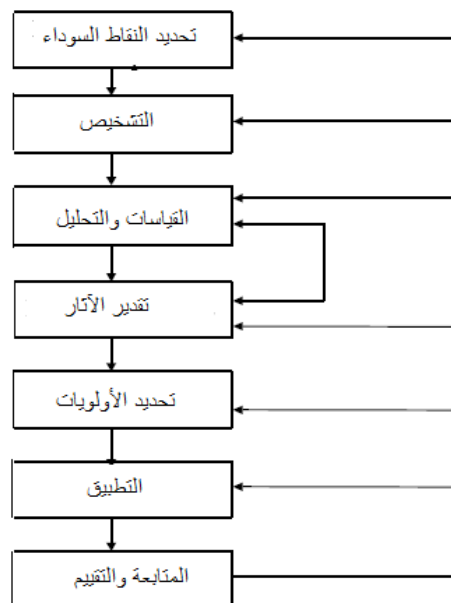 تحديد النقاط السوداء
التشخيص
القياسات والتحليل
تقدير الآثار
تحديد الأولويات
التطبيق
المتابعة والتقييم